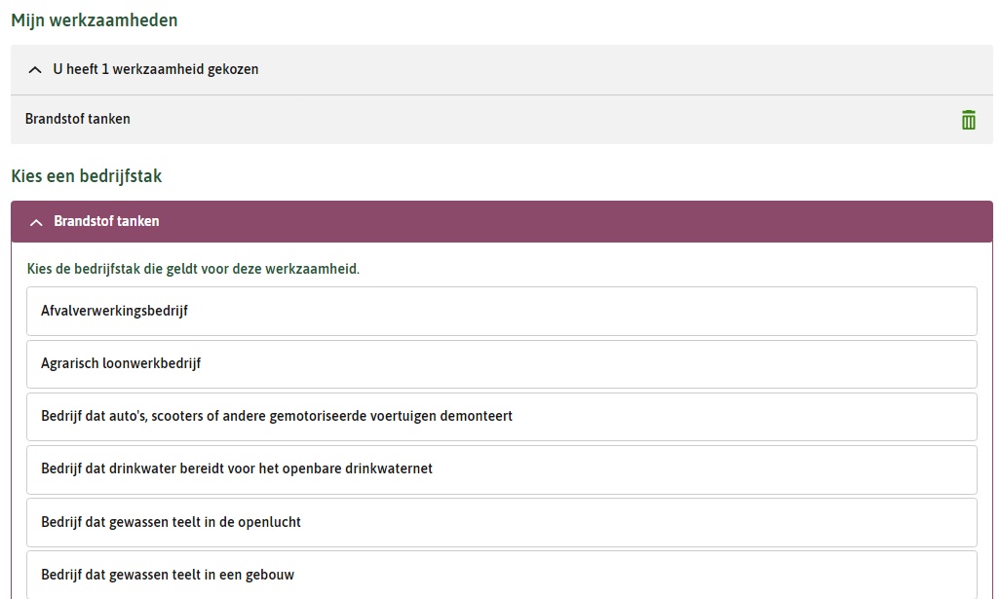 Mijn werkzaamheden
U heeft 1 werkzaamheid gekozen
Brandstof tanken
Kies een bedrijfstak
Brandstof tanken
Kies de bedrijfstak die geldt voor deze werkzaamheid.
Afvalverwerkingsbedrijf
Agrarisch loonwerkbedrijf
Bedrijf dat auto's, scooters of andere gemotoriseerde voertuigen demonteert
Bedrijf dat drinkwater bereidt voor het openbare drinkwaternet
Bedrijf dat gewassen teelt in de openlucht
Bedrijf dat gewassen teelt in een gebouw